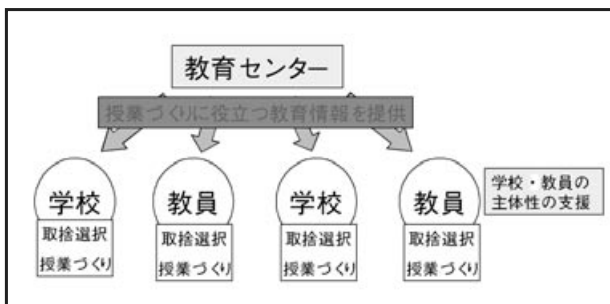 教育センター
授業づくりに役立つ教育情報を提供
学校
取捨選択
授業づくり
教員
取捨選択
授業づくり
学校
取捨選択
授業づくり
教員
取捨選択
授業づくり
学校・教員の
主体性の支援